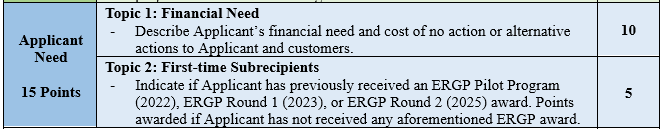 Applicant
Need
15 Points
Topic 1: Financial Need
- Describe Applicant's financial need and cost of no action or alternative
actions to Applicant and customers.
10
Topic 2: First-time Subrecipients
- Indicate if Applicant has previously received an ERGP Pilot Program
(2022), ERGP Round 1 (2023), or ERGP Round 2 (2025) award. Points
awarded if Applicant has not received any aforementioned ERGP award.
5